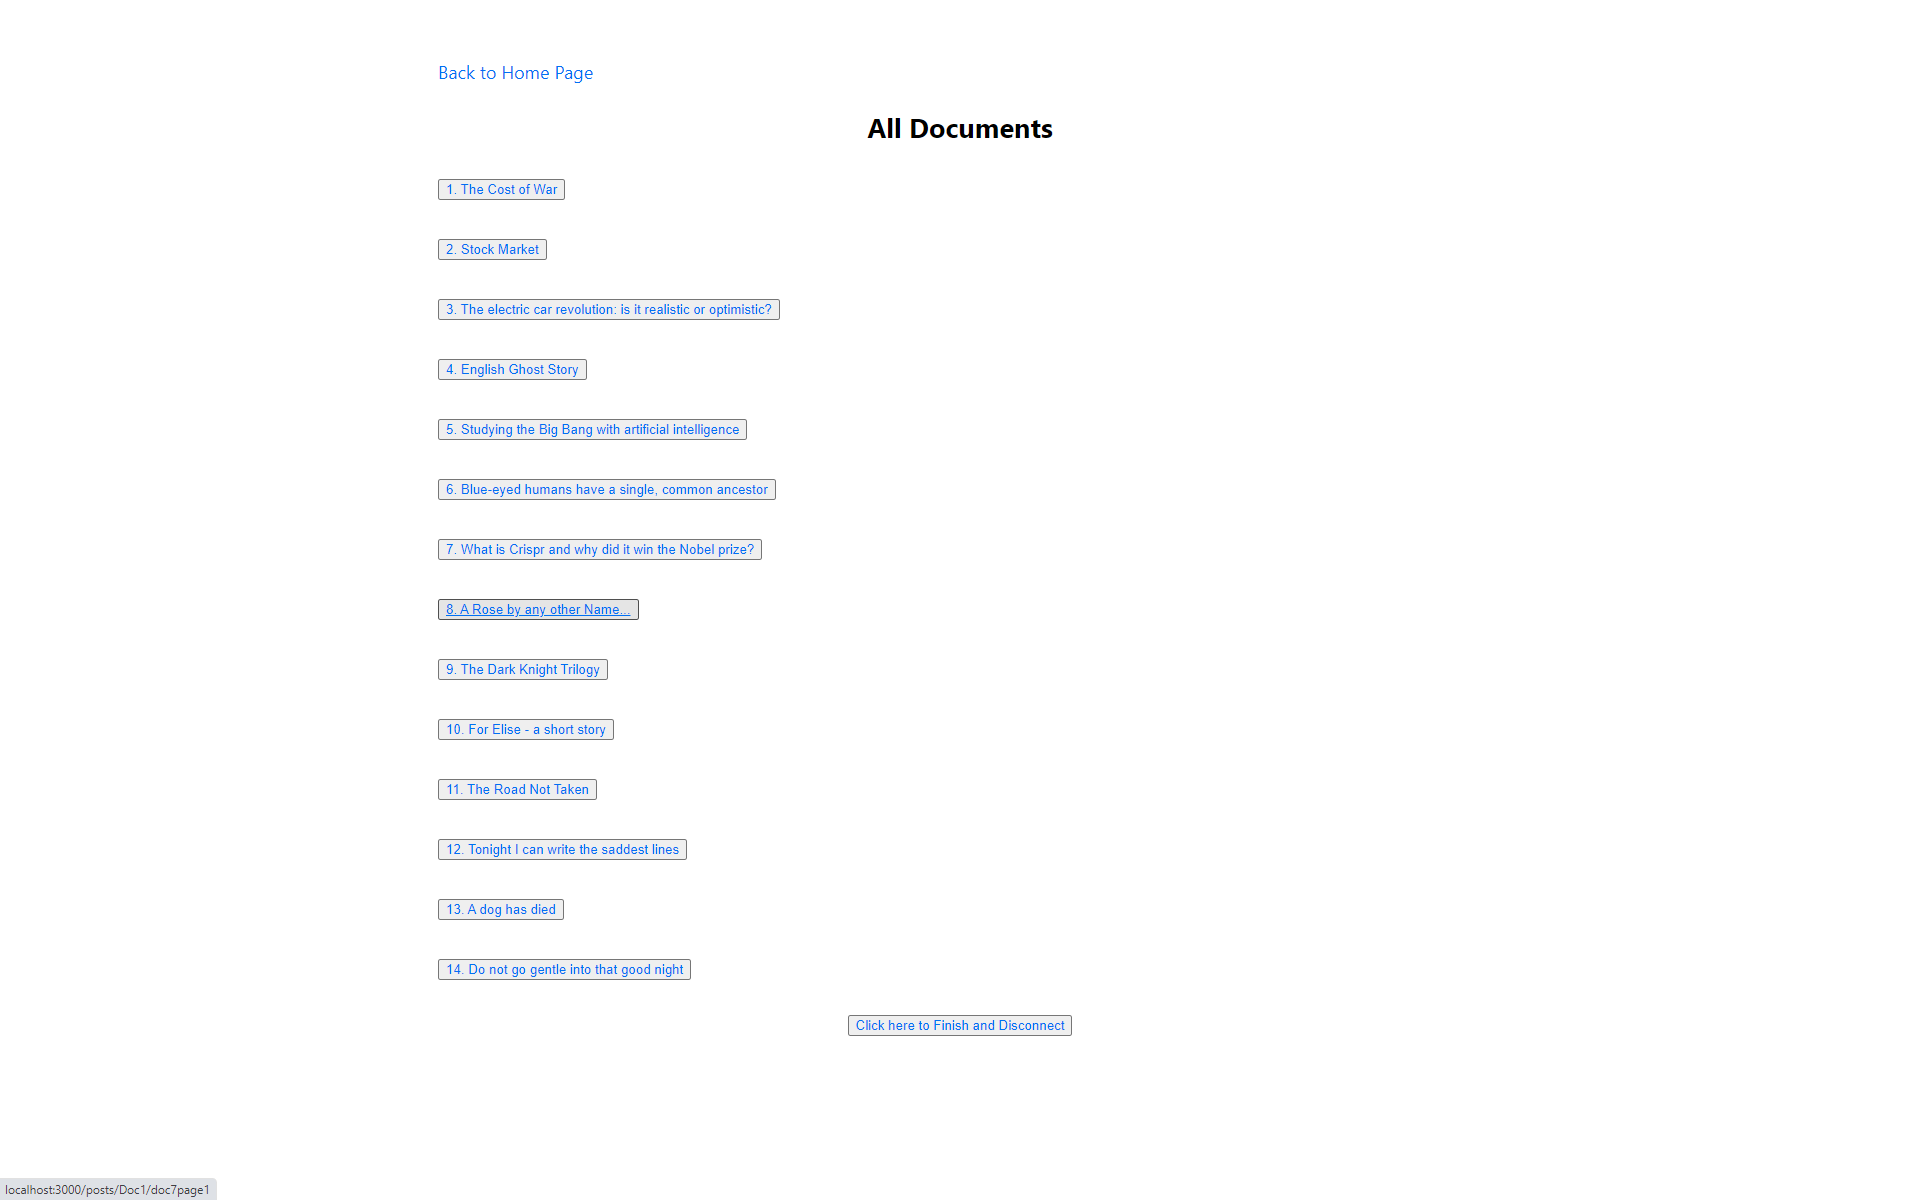 Back to Home Page
All Documents
1. The Cost of War
2. Stock Market
3. The electric car revolution: is it realistic or optimistic?
4. English Ghost Story
5. Studying the Big Bang with artificial intelligence
6. Blue-eyed humans have a single, common ancestor
7. What is Crispr and why did it win the Nobel prize?
8. A Rose by any other Name...
9. The Dark Knight Trilogy
10. For Elise - a short story
11. The Road Not Taken
12. Tonight I can write the saddest lines
13. A dog has died
14. Do not go gentle into that good night
Click here to Finish and Disconnect
localhost:3000/posts/Doc1/doc7page1